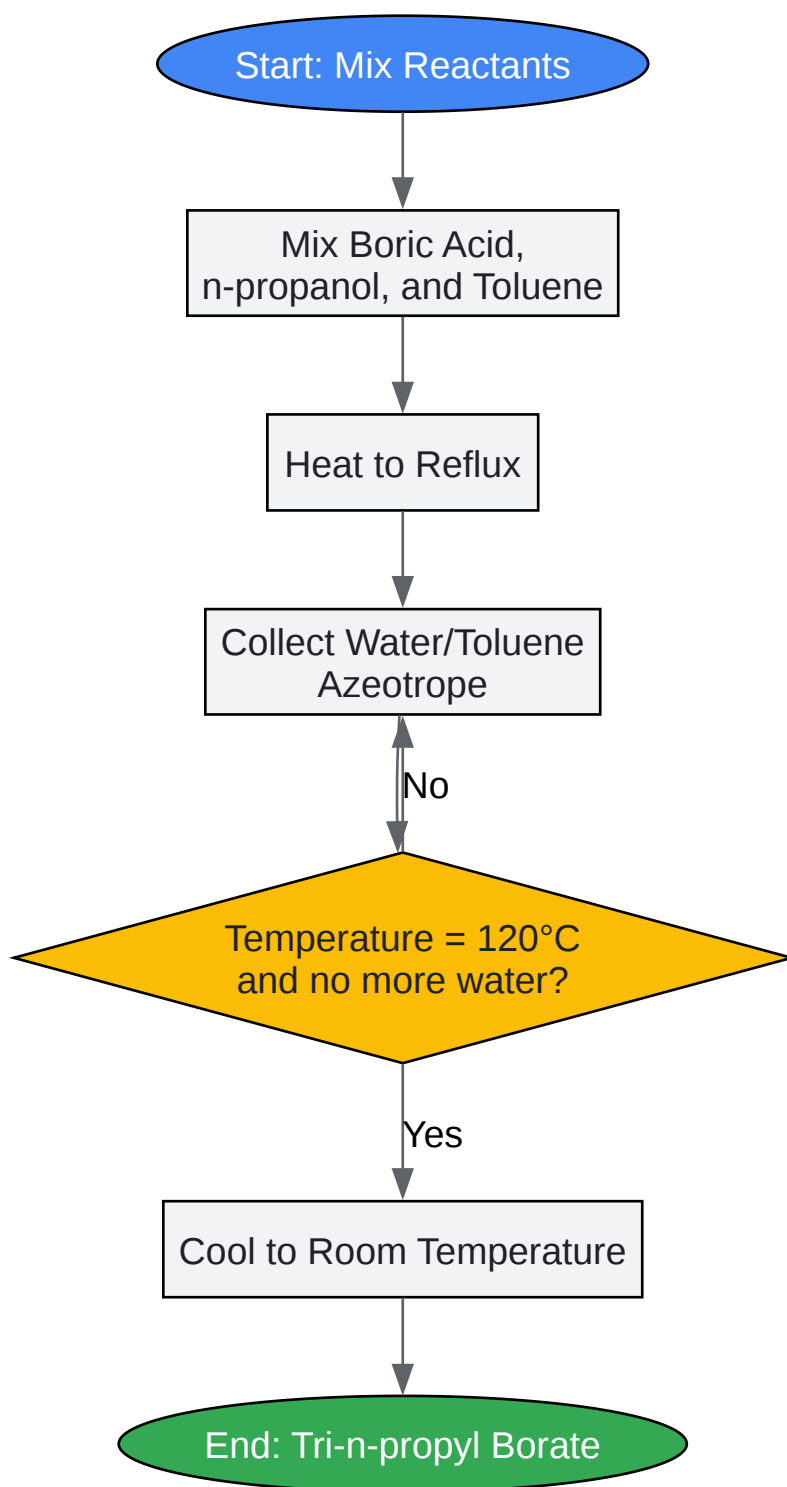 Start: Mix Reactants
Mix Boric Acid,
n-propanol, and Toluene
Heat to Reflux
Collect Water/Toluene
Azeotrope
No
Temperature = 120°C
and no more water?
Yes
Cool to Room Temperature
End: Tri-n-propyl Borate